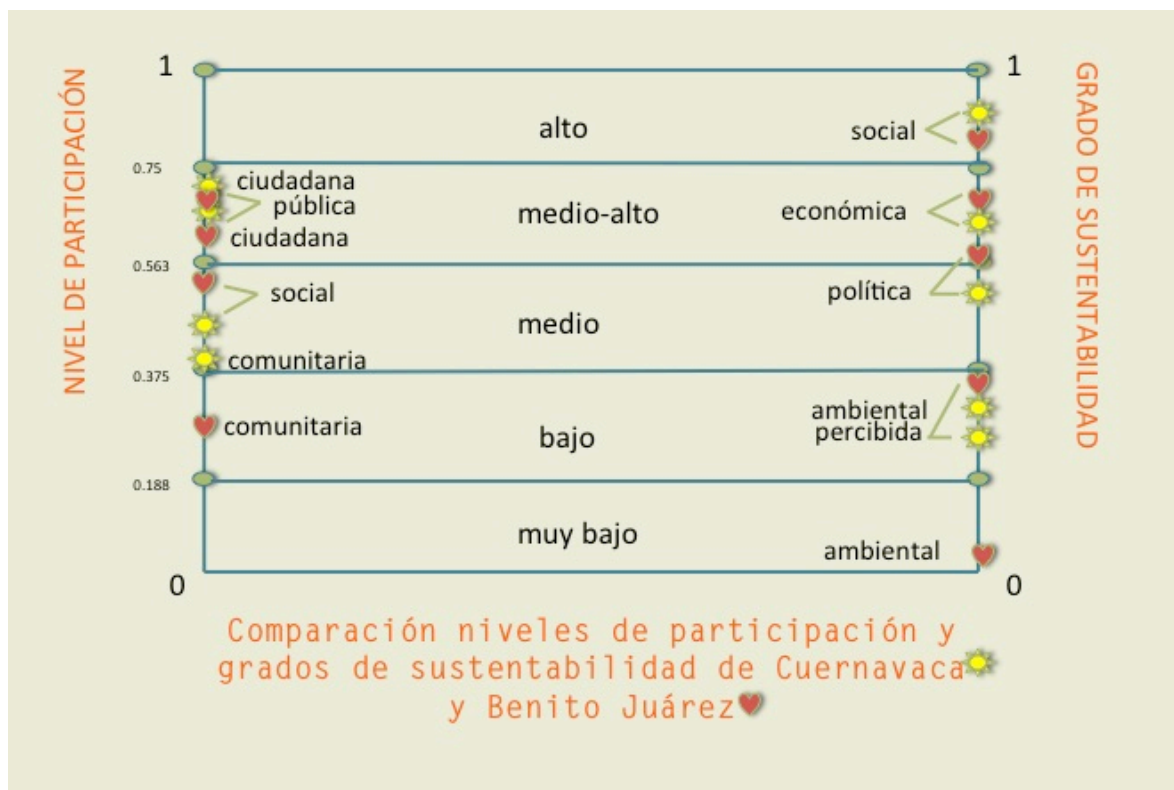 1
1
NIVEL DE PARTICIPACIÓN
GRADO DE SUSTENTABILIDAD
alto
social
0.75
ciudadana
pública
medio-alto
económica
ciudadana
0.563
social
política
medio
comunitaria
0.375
ambiental
percibida
comunitaria
bajo
0.188
muy bajo
ambiental
0
0
Comparación niveles de participación y
grados de sustentabilidad de Cuernavaca
y Benito Juárez